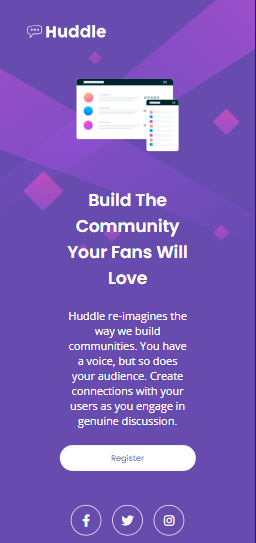 Huddle
Build The
Community
Your Fans Will
Love
Huddle re-imagines the
way we build
communities. You have
a voice, but so does
your audience. Create
connections with your
users as you engage in
genuine discussion.
Register